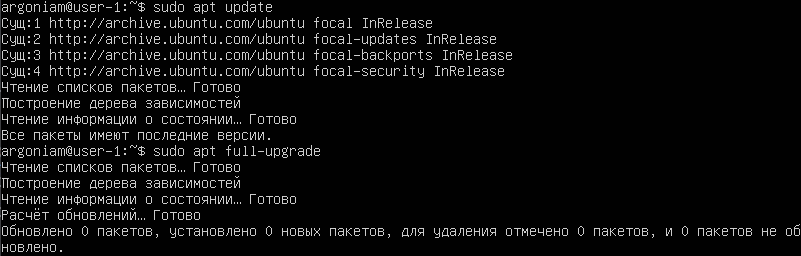 argoniam@user-1:~$ sudo apt update
Сущ:1 http://archive.ubuntu.com/ubuntu focal InRelease
Сущ:2 http://archive.ubuntu.com/ubuntu focal-updates InRelease
Сущ:3 http://archive.ubuntu.com/ubuntu focal-backports InRelease
Сущ:4 http://archive.ubuntu.com/ubuntu focal-security InRelease
Чтение списков пакетов… Готово
Построение дерева зависимостей
Чтение информации о состоянии… Готово
Все пакеты имеют последние версии.
argoniam@user-1:~$ sudo apt full-upgrade
Чтение списков пакетов… Готово
Построение дерева зависимостей
Чтение информации о состоянии… Готово
Расчёт обновлений… Готово
Обновлено 0 пакетов, установлено 0 новых пакетов, для удаления отмечено 0 пакетов, и 0 пакетов не об
новлено.